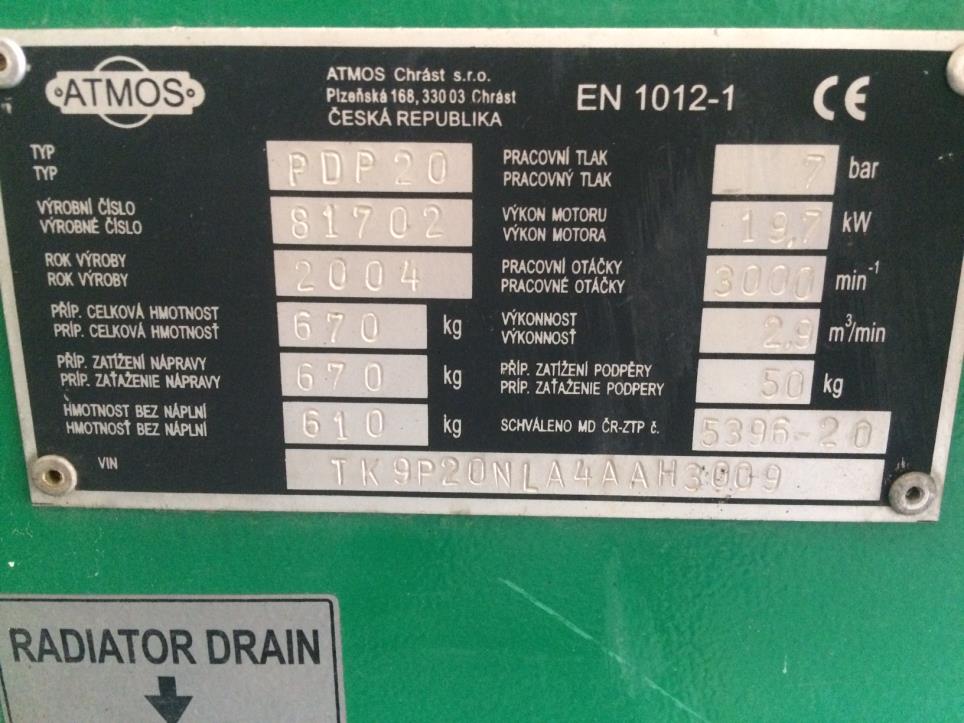 ATMOS
ATMOS Chrást s.r.o.
Plzeňská 168, 330 03 Chrást
ČESKÁ REPUBLIKA
EN 1012-1
CE
TYP
TYP
PDP20
VÝROBNÍ ČÍSLO
VÝROBNÉ ČÍSLO
81702
ROK VÝROBY
ROK VÝROBY
2004
PŘÍP. CELKOVÁ HMOTNOST
PRÍP. CELKOVÁ HMOTNOSŤ
670 kg
PŘÍP. ZATÍŽENÍ NÁPRAVY
PRÍP. ZAŤAŽENIE NÁPRAVY
670 kg
HMOTNOST BEZ NÁPLNÍ
HMOTNOSŤ BEZ NÁPLNÍ
610 kg
PRACOVNÍ TLAK
PRACOVNÝ TLAK
7 bar
VÝKON MOTORU
VÝKON MOTORA
19,7 kW
PRACOVNÍ OTÁČKY
PRACOVNÉ OTÁČKY
3000 min⁻¹
VÝKONNOST
VÝKONNOSŤ
2,9 m³/min
PŘÍP. ZATÍŽENÍ PODPĚRY
PRÍP. ZAŤAŽENIE PODPERY
50 kg
SCHVÁLENO MD ČR-ZTP č.
5396-20
VIN
TK9P20NLA4AAH3009
RADIATOR DRAIN